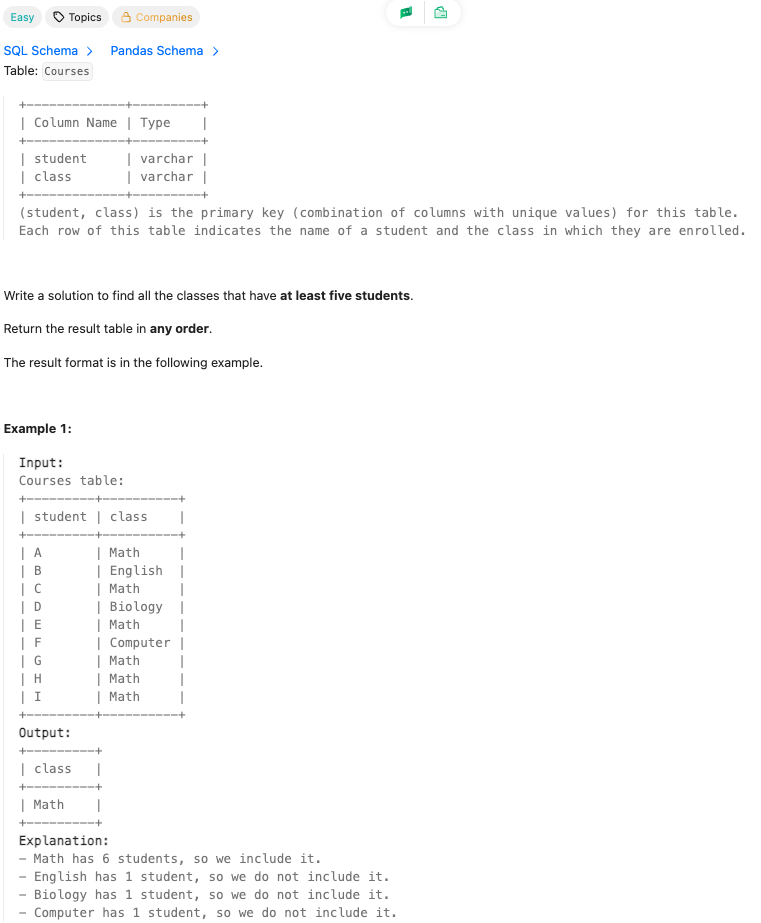 Easy Topics Companies
SQL Schema > Pandas Schema >
Table: Courses
+-------------+---------+
| Column Name | Type    |
+-------------+---------+
| student     | varchar |
| class       | varchar |
+-------------+---------+
(student, class) is the primary key (combination of columns with unique values) for this table.
Each row of this table indicates the name of a student and the class in which they are enrolled.
Write a solution to find all the classes that have at least five students.
Return the result table in any order.
The result format is in the following example.
Example 1:
Input:
Courses table:
+---------+----------+
| student | class    |
+---------+----------+
| A       | Math     |
| B       | English  |
| C       | Math     |
| D       | Biology  |
| E       | Math     |
| F       | Computer |
| G       | Math     |
| H       | Math     |
| I       | Math     |
+---------+----------+
Output:
+---------+
| class   |
+---------+
| Math    |
+---------+
Explanation:
- Math has 6 students, so we include it.
- English has 1 student, so we do not include it.
- Biology has 1 student, so we do not include it.
- Computer has 1 student, so we do not include it.